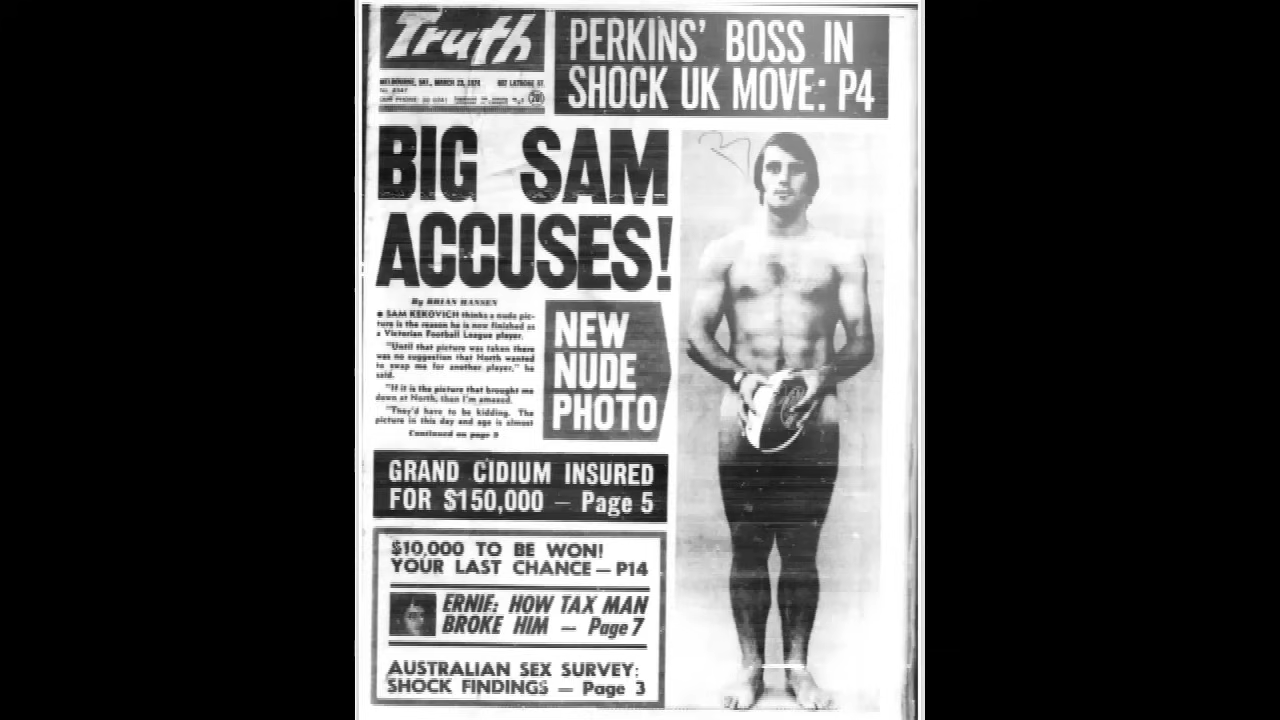 Truth
PERKINS' BOSS IN
SHOCK UK MOVE: P4
MELBOURNE, SAT., MARCH 23, 1974
BIG SAM
ACCUSES!
By BRIAN HANSEN
• SAM KEKOVICH thinks a nude pic-
ture is the reason he is now finished as
a Victorian Football League player.
"Until that picture was taken there
was no suggestion that North wanted
to swap me for another player," he
said.
"If it is the picture that brought me
down at North, then I'm amazed.
"They'd have to be kidding. The
picture in this day and age is almost
Continued on page
NEW
NUDE
PHOTO
GRAND CIDIUM INSURED
FOR $150,000 — Page 5
$10,000 TO BE WON!
YOUR LAST CHANCE — P14
ERNIE: HOW TAX MAN
BROKE HIM — Page 7
AUSTRALIAN SEX SURVEY:
SHOCK FINDINGS — Page 3